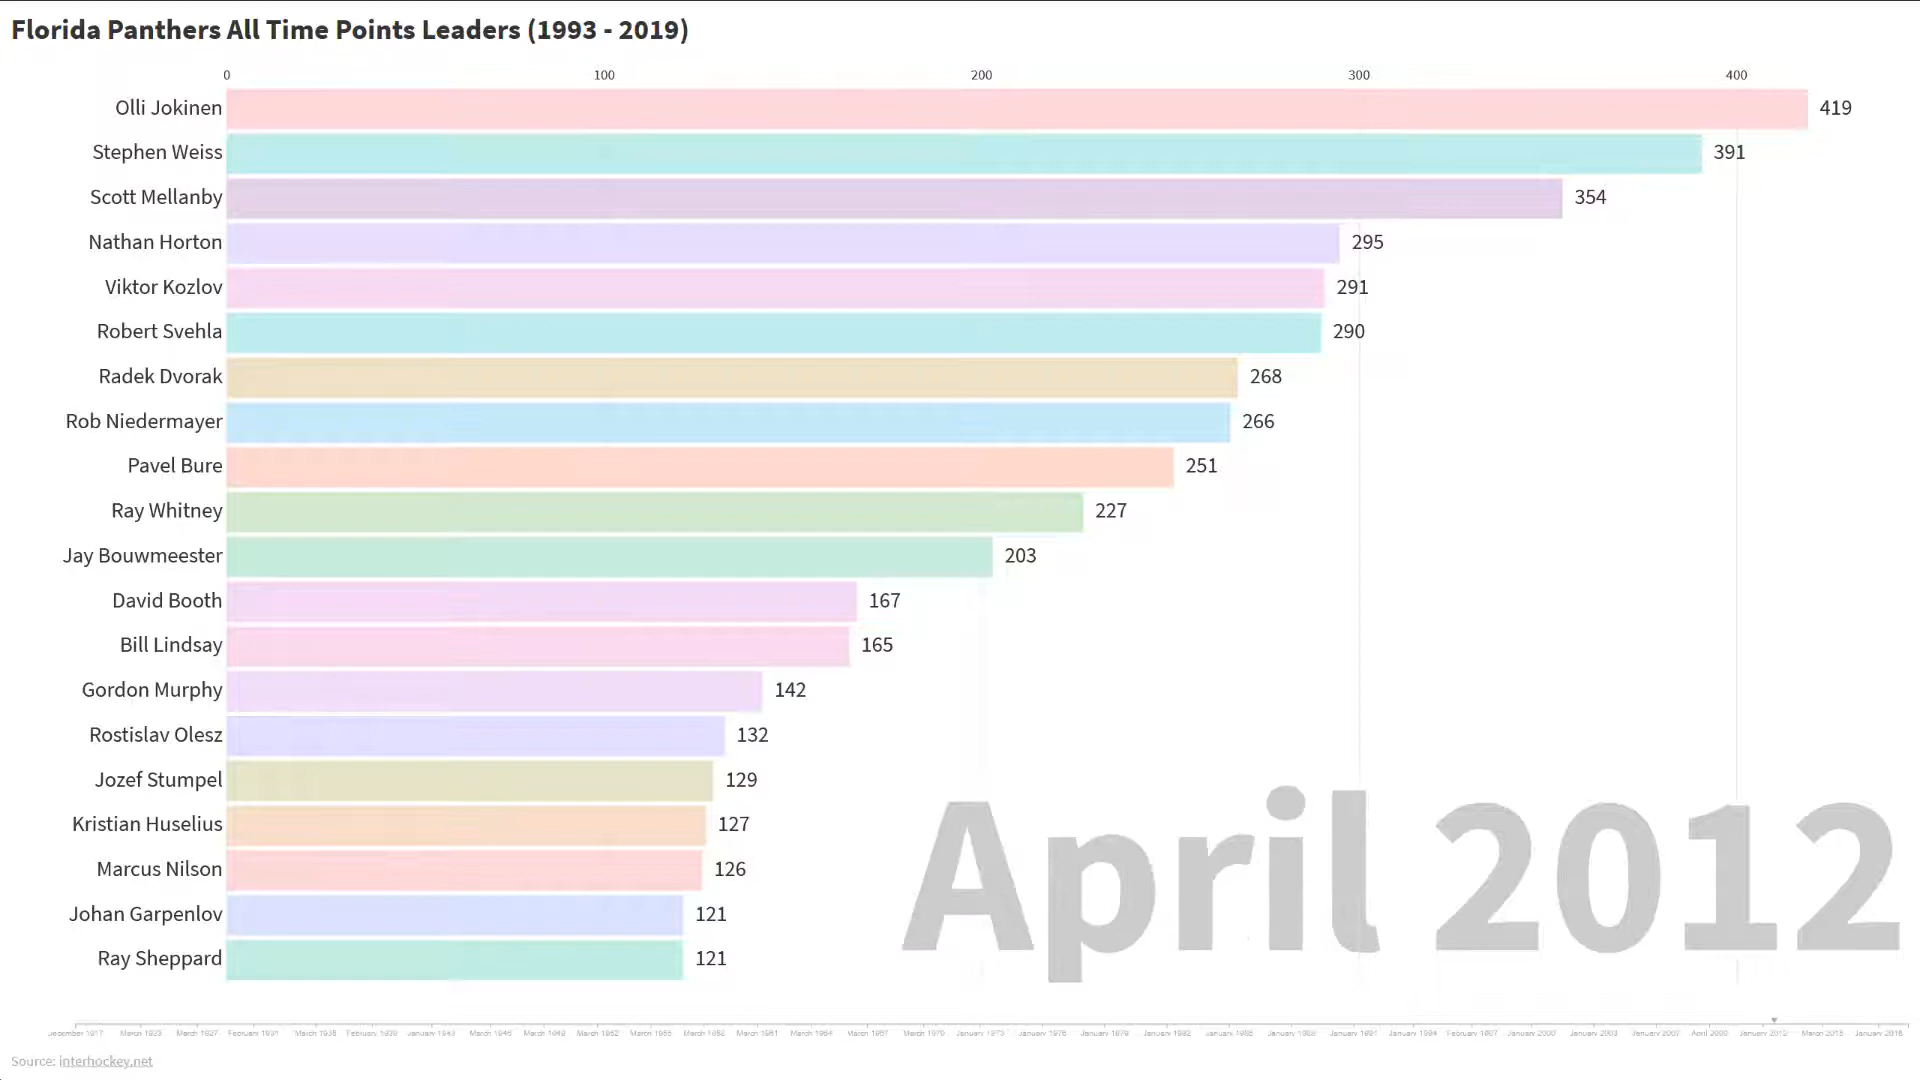 Florida Panthers All Time Points Leaders (1993 - 2019)
0 100 200 300 400
Olli Jokinen 419
Stephen Weiss 391
Scott Mellanby 354
Nathan Horton 295
Viktor Kozlov 291
Robert Svehla 290
Radek Dvorak 268
Rob Niedermayer 266
Pavel Bure 251
Ray Whitney 227
Jay Bouwmeester 203
David Booth 167
Bill Lindsay 165
Gordon Murphy 142
Rostislav Olesz 132
Jozef Stumpel 129
Kristian Huselius 127
Marcus Nilson 126
Johan Garpenlov 121
Ray Sheppard 121
April 2012
Source: interhockey.net